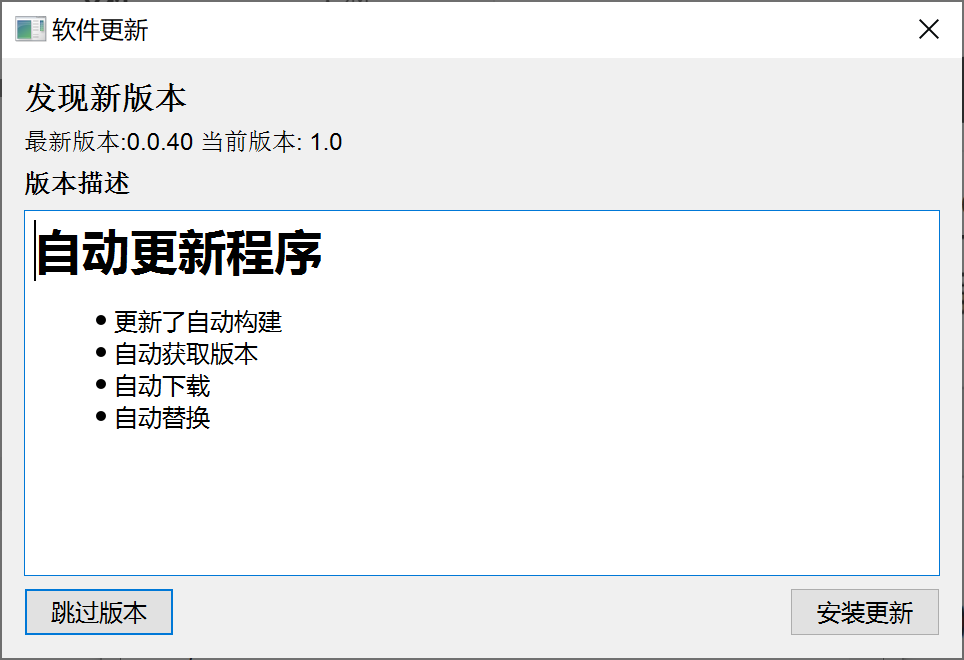 软件更新
发现新版本
最新版本:0.0.40 当前版本: 1.0
版本描述
自动更新程序
更新了自动构建
自动获取版本
自动下载
自动替换
跳过版本 安装更新